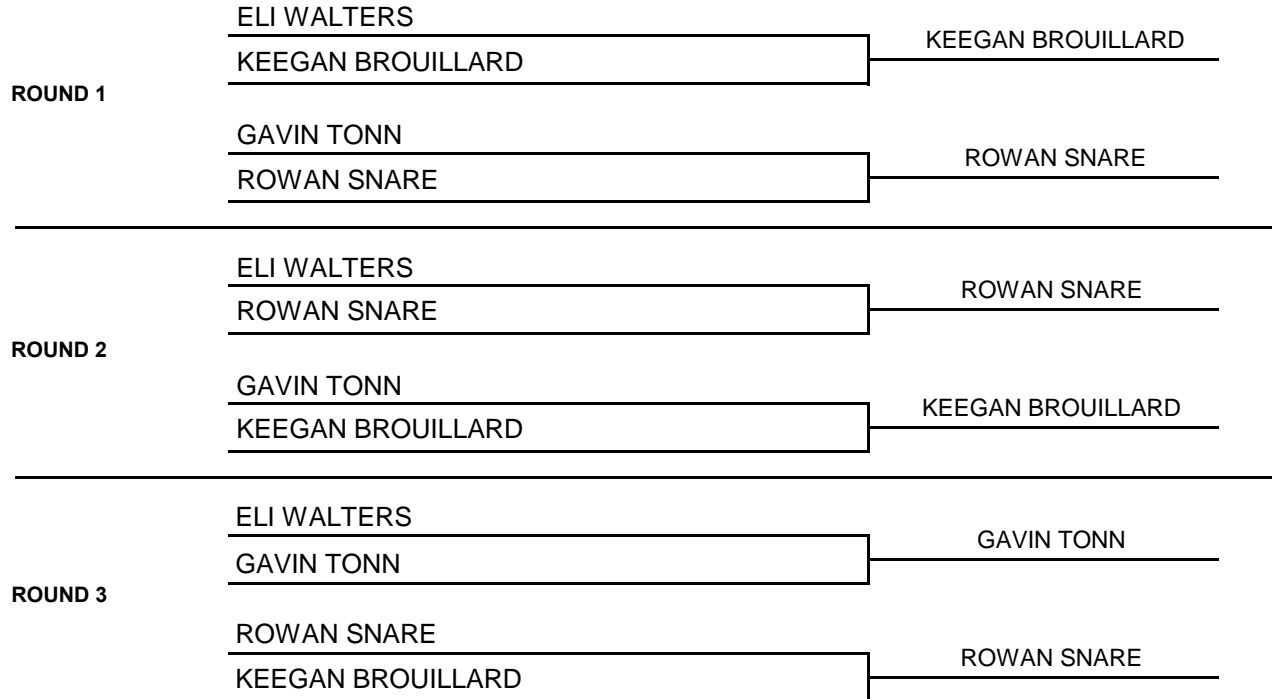 ELI WALTERS
KEEGAN BROUILLARD
KEEGAN BROUILLARD
ROUND 1
GAVIN TONN
ROWAN SNARE
ROWAN SNARE
ELI WALTERS
ROWAN SNARE
ROWAN SNARE
ROUND 2
GAVIN TONN
KEEGAN BROUILLARD
KEEGAN BROUILLARD
ELI WALTERS
GAVIN TONN
GAVIN TONN
ROUND 3
ROWAN SNARE
ROWAN SNARE
KEEGAN BROUILLARD